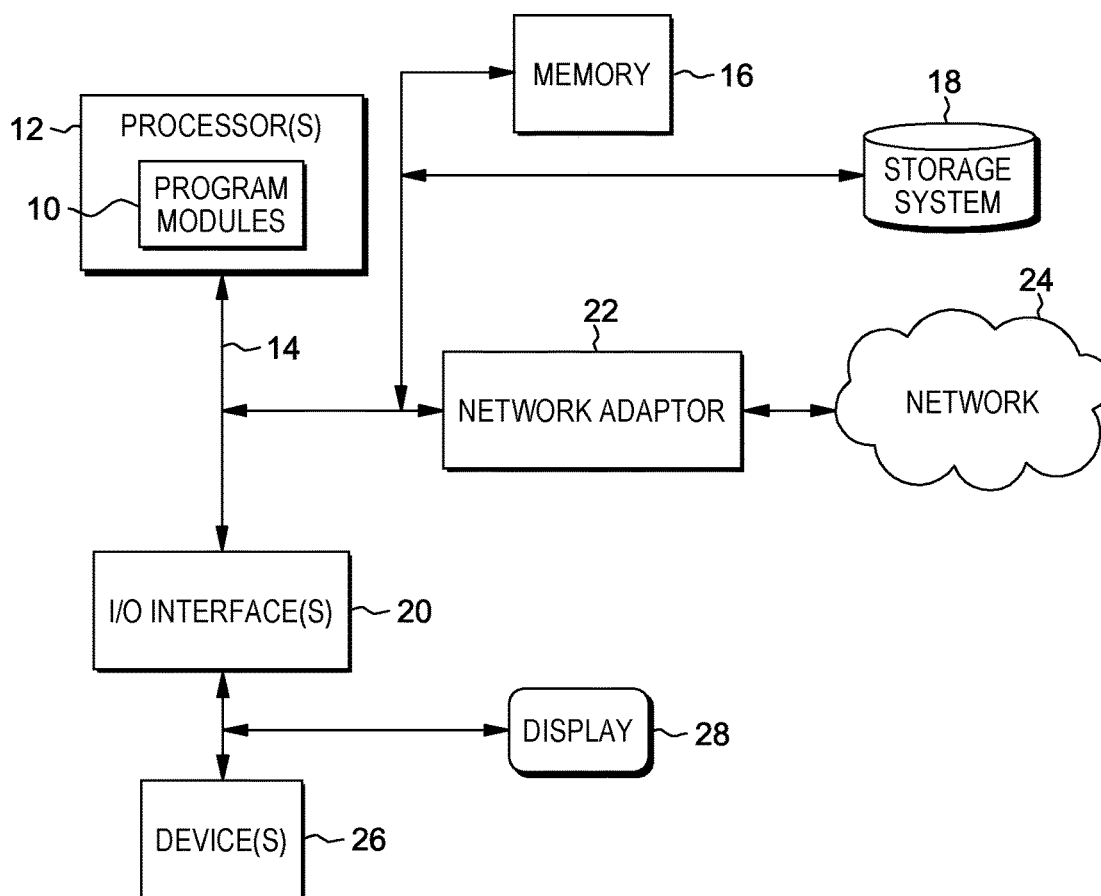 MEMORY
16
18
12
PROCESSOR(S)
STORAGE
SYSTEM
10
PROGRAM
MODULES
24
22
14
NETWORK ADAPTOR
NETWORK
I/O INTERFACE(S)
20
DISPLAY
28
DEVICE(S)
26